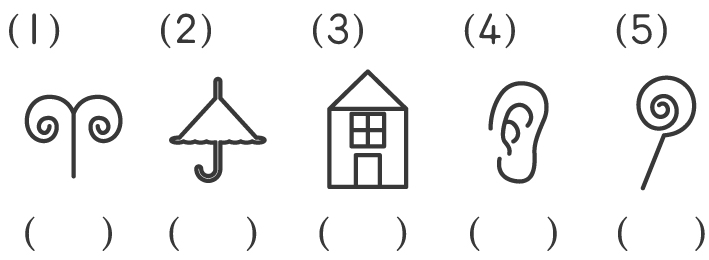 (1) (2) (3) (4) (5)
( ) ( ) ( ) ( ) ( )